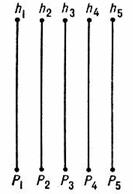 h₁ h₂ h₃ h₄ h₅
P₁ P₂ P₃ P₄ P₅